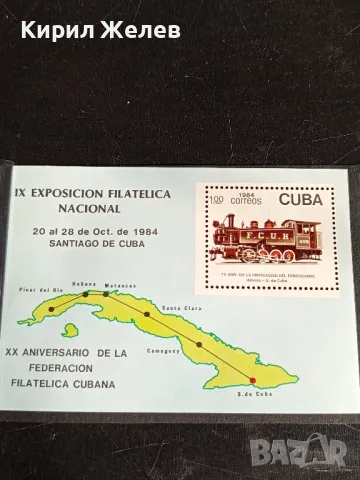 Кирил Желев
IX EXPOSICION FILATELICA
NACIONAL
20 al 28 de Oct. de 1984
SANTIAGO DE CUBA
1984
1.00 correos
CUBA
F.C.U.H
Habana
Matanzas
Pinar del Rio
Santa Clara
Camaguey
S. de Cuba
XX ANIVERSARIO DE LA
FEDERACION
FILATELICA CUBANA
bazar